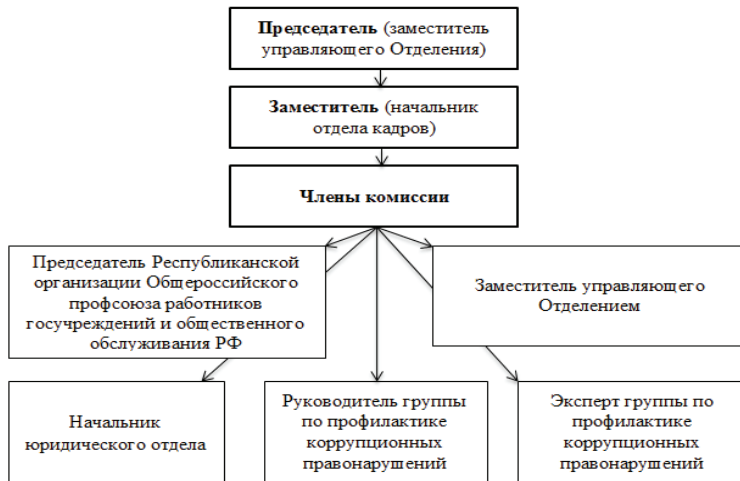 Председатель (заместитель
управляющего Отделения)
Заместитель (начальник
отдела кадров)
Члены комиссии
Председатель Республиканской
организации Общероссийского
профсоюза работников
госучреждений и общественного
обслуживания РФ
Заместитель управляющего
Отделением
Начальник
юридического отдела
Руководитель группы
по профилактике
коррупционных
правонарушений
Эксперт группы по
профилактике
коррупционных
правонарушений